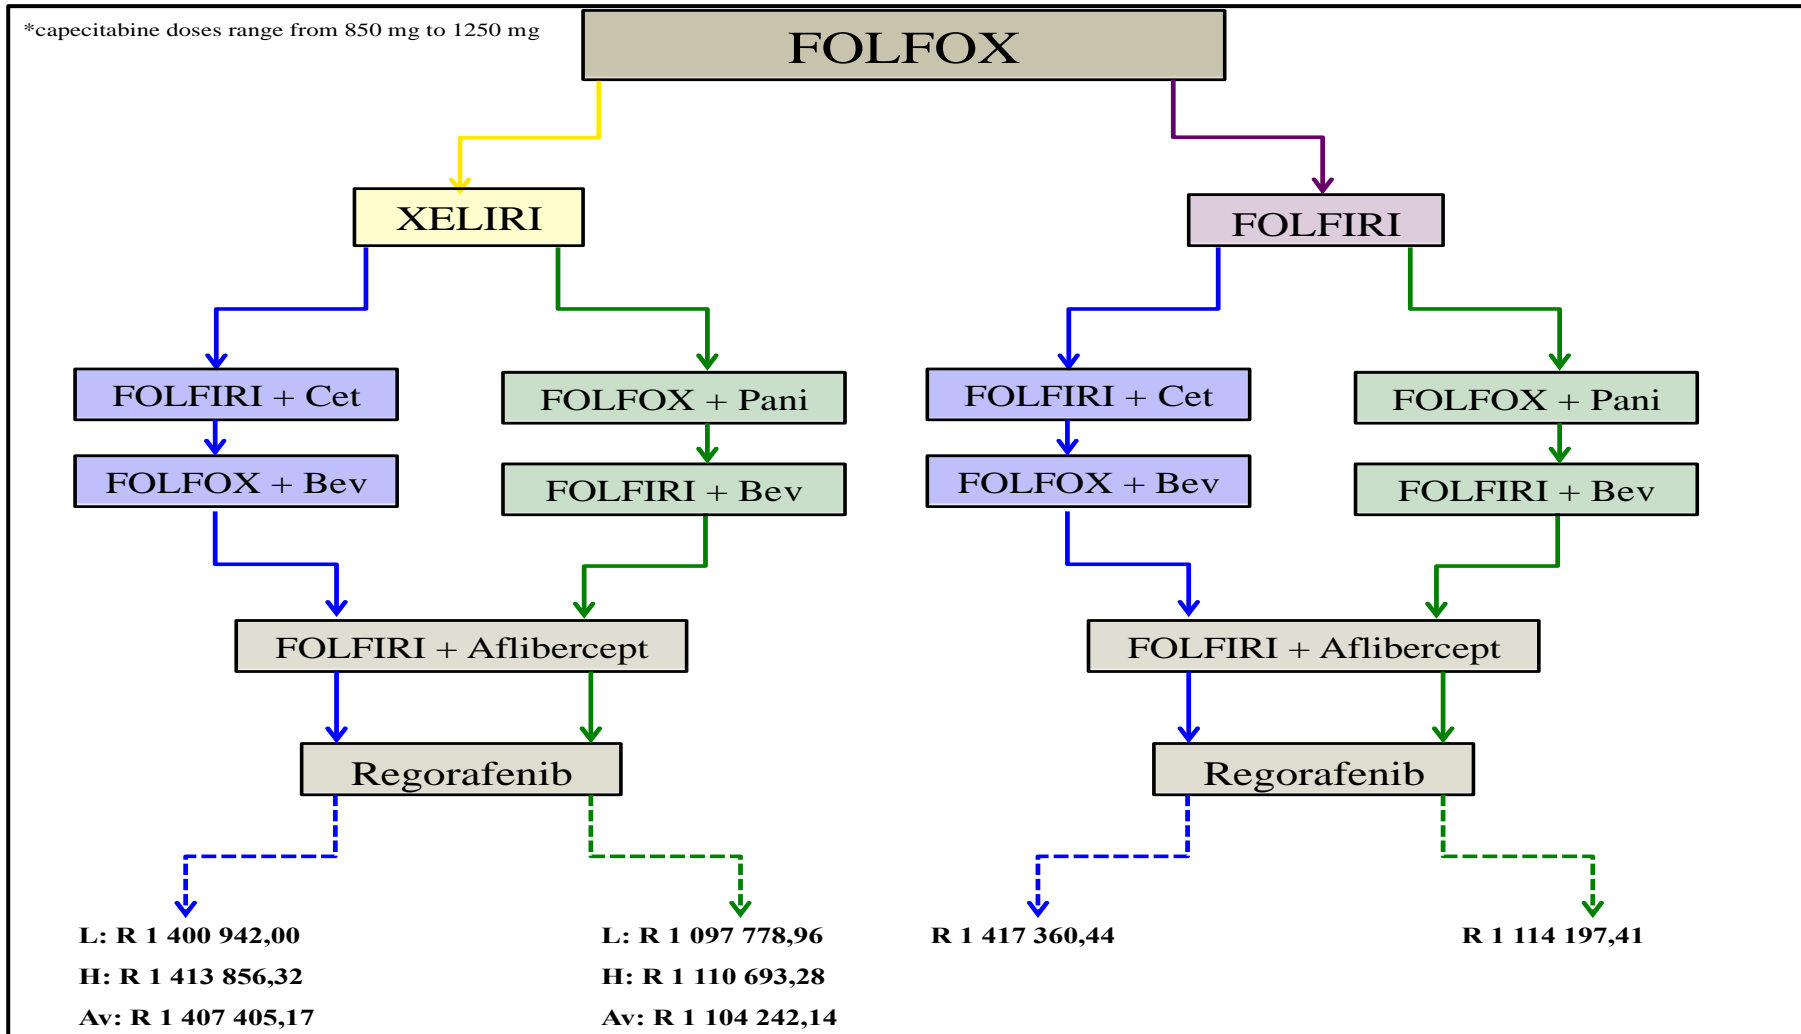 *capecitabine doses range from 850 mg to 1250 mg
FOLFOX
XELIRI
FOLFIRI
FOLFIRI + Cet
FOLFOX + Pani
FOLFIRI + Cet
FOLFOX + Pani
FOLFOX + Bev
FOLFIRI + Bev
FOLFOX + Bev
FOLFIRI + Bev
FOLFIRI + Aflibercept
FOLFIRI + Aflibercept
Regorafenib
Regorafenib
L: R 1 400 942,00
H: R 1 413 856,32
Av: R 1 407 405,17
L: R 1 097 778,96
H: R 1 110 693,28
Av: R 1 104 242,14
R 1 417 360,44
R 1 114 197,41